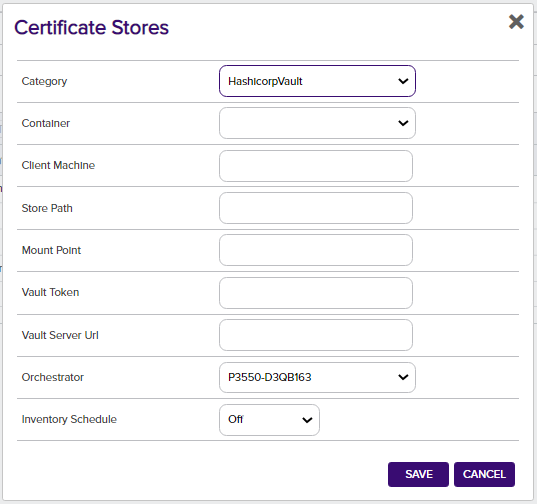 Certificate Stores
Category HashicorpVault
Container
Client Machine
Store Path
Mount Point
Vault Token
Vault Server Url
Orchestrator P3550-D3QB163
Inventory Schedule Off
SAVE CANCEL